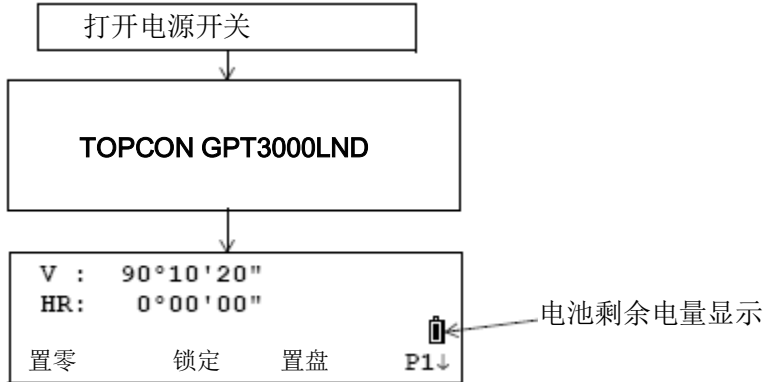 打开电源开关
TOPCON GPT3000LND
V : 90°10'20"
HR: 0°00'00"
电池剩余电量显示
置零 锁定 置盘 P1↓